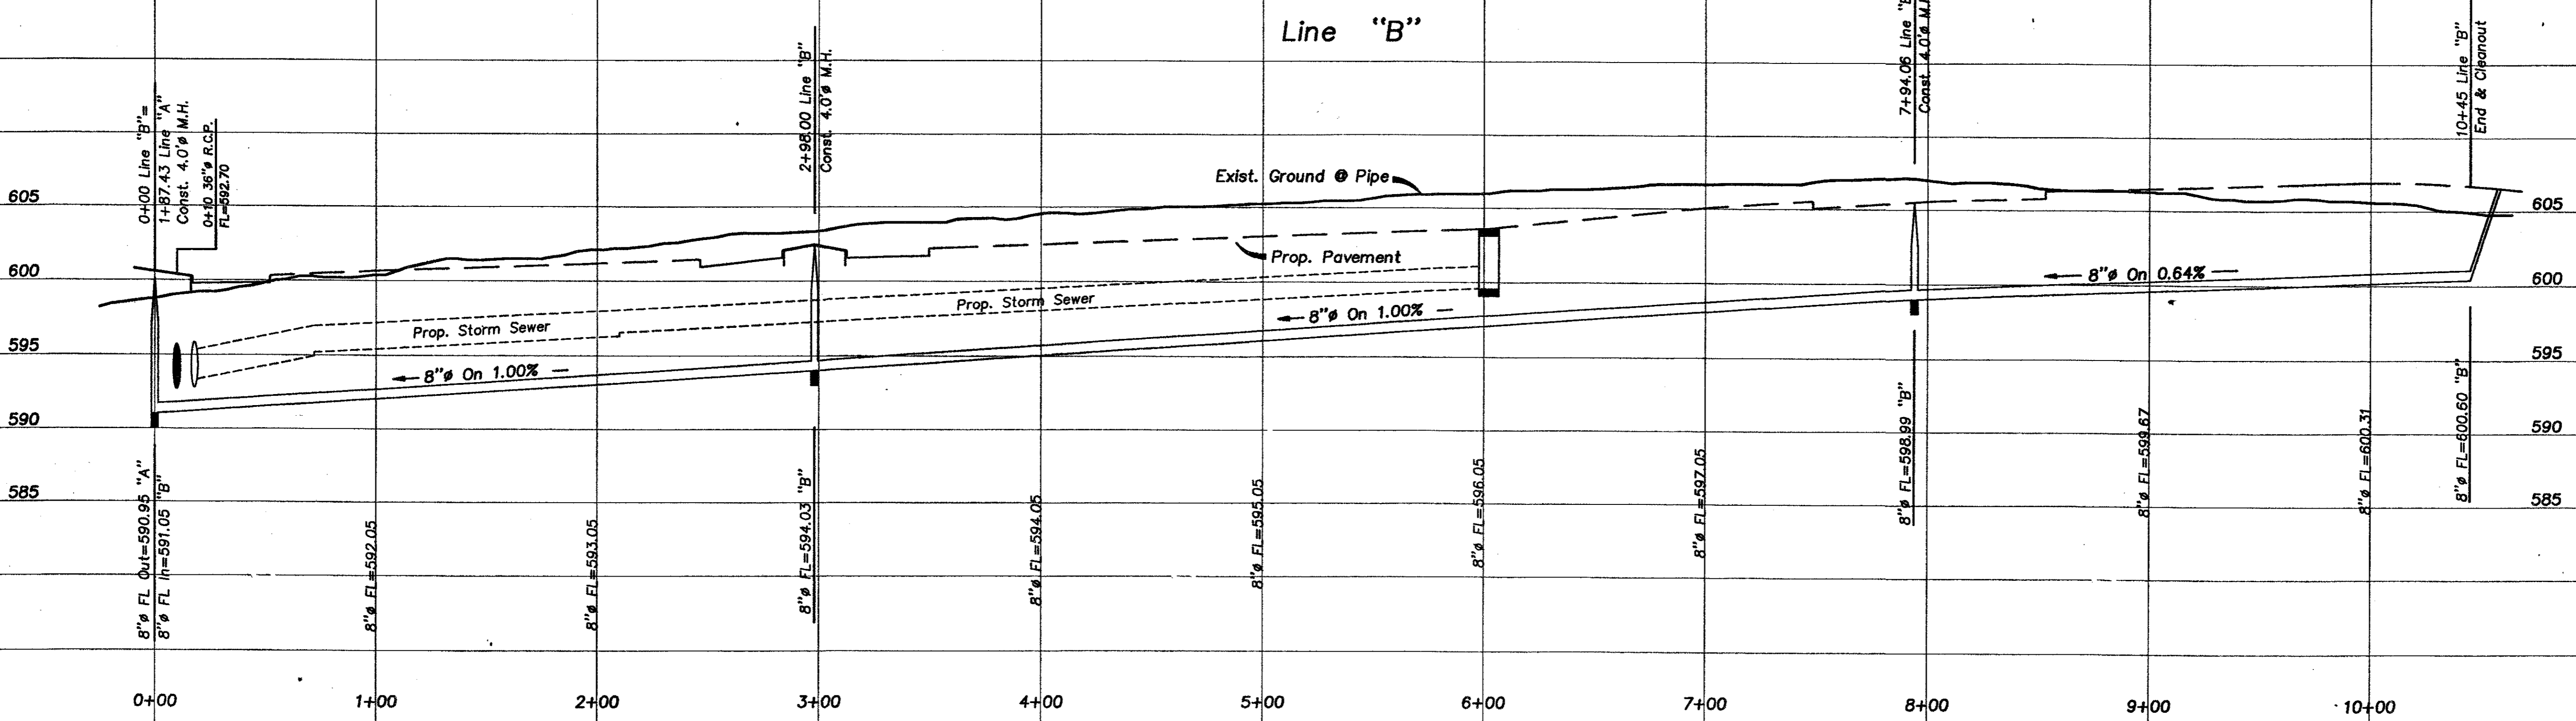 Line "B"
0+00 Line "B"=
1+87.43 Line "A"
Const. 4.0'ø M.H.
0+10 36"ø R.C.P.
FL=592.70
2+98.00 Line "B"
Const. 4.0'ø M.H.
7+94.06 Line "B"
Const. 4.0'ø M.H.
10+45 Line "B"
End & Cleanout
Exist. Ground @ Pipe
605
605
Prop. Pavement
600
600
8"ø On 0.64%
Prop. Storm Sewer
Prop. Storm Sewer
8"ø On 1.00%
595
595
8"ø On 1.00%
590
590
585
585
8"ø FL Out=590.95 "A"
8"ø FL In=591.05 "B"
8"ø FL=592.05
8"ø FL=593.05
8"ø FL=594.03 "B"
8"ø FL=594.05
8"ø FL=595.05
8"ø FL=596.05
8"ø FL=597.05
8"ø FL=598.99 "B"
8"ø FL=599.67
8"ø FL=600.31
8"ø FL=600.60 "B"
0+00
1+00
2+00
3+00
4+00
5+00
6+00
7+00
8+00
9+00
10+00